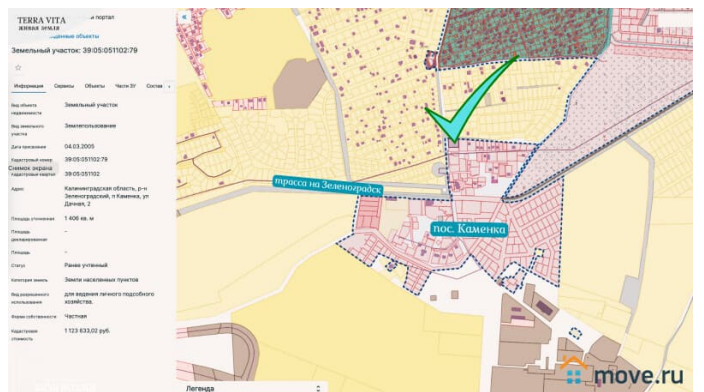 TERRA VITA
живая земля
портал
объекты
Земельный участок: 39:05:051102:79
Информация Сервисы Объекты Части ЗУ Состав
Вид объекта недвижимости
Земельный участок
Вид земельного участка
Землепользование
Дата присвоения
04.03.2005
Кадастровый номер
39:05:051102:79
Снимок экрана
Кадастровый квартал
39:05:051102
Адрес
Калининградская область, р-н
Зеленоградский, п Каменка, ул
Дачная, 2
Площадь уточненная
1 406 кв. м
Площадь
декларированная
–
Площадь
–
Статус
Ранее учтенный
Категория земель
Земли населенных пунктов
Вид разрешенного
использования
для ведения личного подсобного
хозяйства.
Форма собственности
Частная
Кадастровая
стоимость
1 123 633,02 руб.
трасса на Зеленоградск
пос. Каменка
Легенда
move.ru